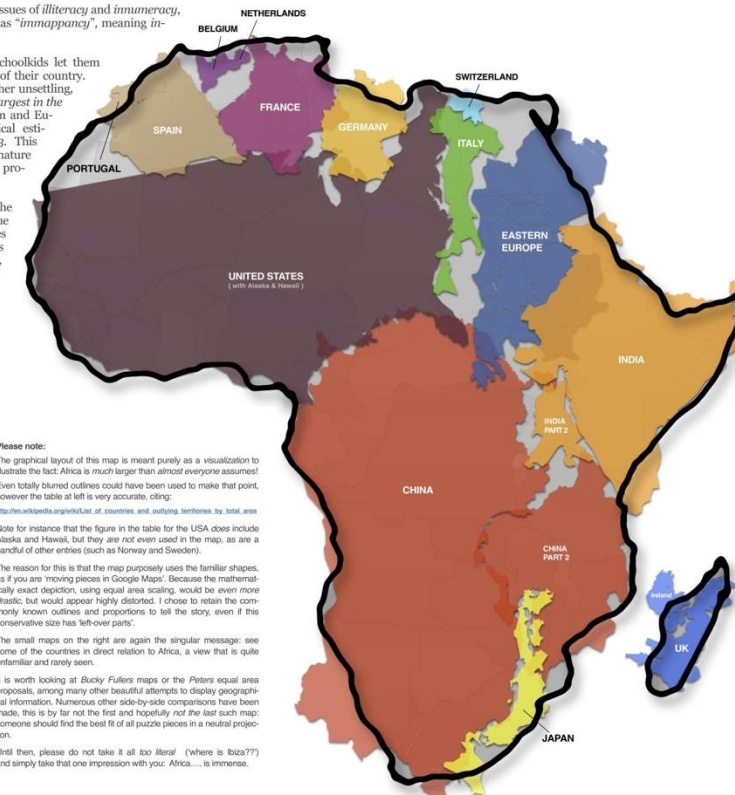 ssues of illiteracy and innumeracy,
as “immappancy”, meaning in-
choolkids let them
of their country.
her unsettling,
argest in the
n and Eu-
ical esti-
3. This
nature
pro-
he
ue
es
s
NETHERLANDS
BELGIUM
SWITZERLAND
FRANCE
SPAIN
GERMANY
ITALY
PORTUGAL
EASTERN
EUROPE
UNITED STATES
( with Alaska & Hawaii )
INDIA
INDIA
PART 2
CHINA
CHINA
PART 2
Ireland
UK
JAPAN
Please note:
The graphical layout of this map is meant purely as a visualization to
llustrate the fact: Africa is much larger than almost everyone assumes!
Even totally blurred outlines could have been used to make that point,
however the table at left is very accurate, citing:
http://en.wikipedia.org/wiki/List_of_countries_and_outlying_territories_by_total_area
Note for instance that the figure in the table for the USA does include
Alaska and Hawaii, but they are not even used in the map, as are a
handful of other entries (such as Norway and Sweden).
The reason for this is that the map purposely uses the familiar shapes,
as if you are ‘moving pieces in Google Maps’. Because the mathemat-
cally exact depiction, using equal area scaling, would be even more
drastic, but would appear highly distorted. I chose to retain the com-
monly known outlines and proportions to tell the story, even if this
conservative size has ‘left-over parts’.
The small maps on the right are again the singular message: see
some of the countries in direct relation to Africa, a view that is quite
unfamiliar and rarely seen.
t is worth looking at Bucky Fullers maps or the Peters equal area
proposals, among many other beautiful attempts to display geographi-
al information. Numerous other side-by-side comparisons have been
made, this is by far not the first and hopefully not the last such map:
someone should find the best fit of all puzzle pieces in a neutral projec-
on.
Until then, please do not take it all too literal (‘where is Ibiza??’)
and simply take that one impression with you: Africa.... is immense.